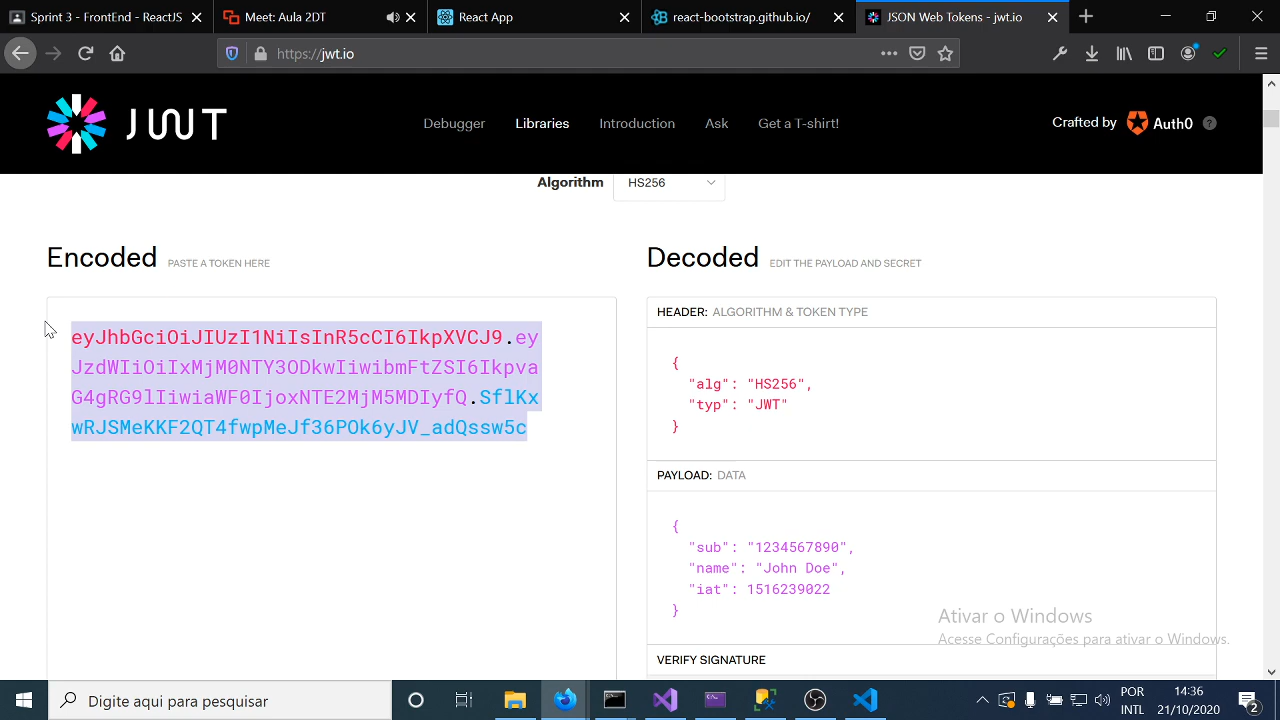 Sprint 3 - FrontEnd - ReactJS
Meet: Aula 2DT
React App
react-bootstrap.github.io/
JSON Web Tokens - jwt.io
https://jwt.io
JWT
Debugger
Libraries
Introduction
Ask
Get a T-shirt!
Crafted by Auth0 ?
Algorithm HS256
Encoded PASTE A TOKEN HERE
eyJhbGciOiJIUzI1NiIsInR5cCI6IkpXVCJ9.ey
JzdWIiOiIxMjM0NTY3ODkwIiwibmFtZSI6Ikpva
G4gRG9lIiwiaWF0IjoxNTE2MjM5MDIyfQ.SflKx
wRJSMeKKF2QT4fwpMeJf36POk6yJV_adQssw5c
Decoded EDIT THE PAYLOAD AND SECRET
HEADER: ALGORITHM & TOKEN TYPE
{
"alg": "HS256",
"typ": "JWT"
}
PAYLOAD: DATA
{
"sub": "1234567890",
"name": "John Doe",
"iat": 1516239022
}
VERIFY SIGNATURE
Ativar o Windows
Acesse Configurações para ativar o Windows.
Digite aqui para pesquisar
POR
INTL
14:36
21/10/2020
2